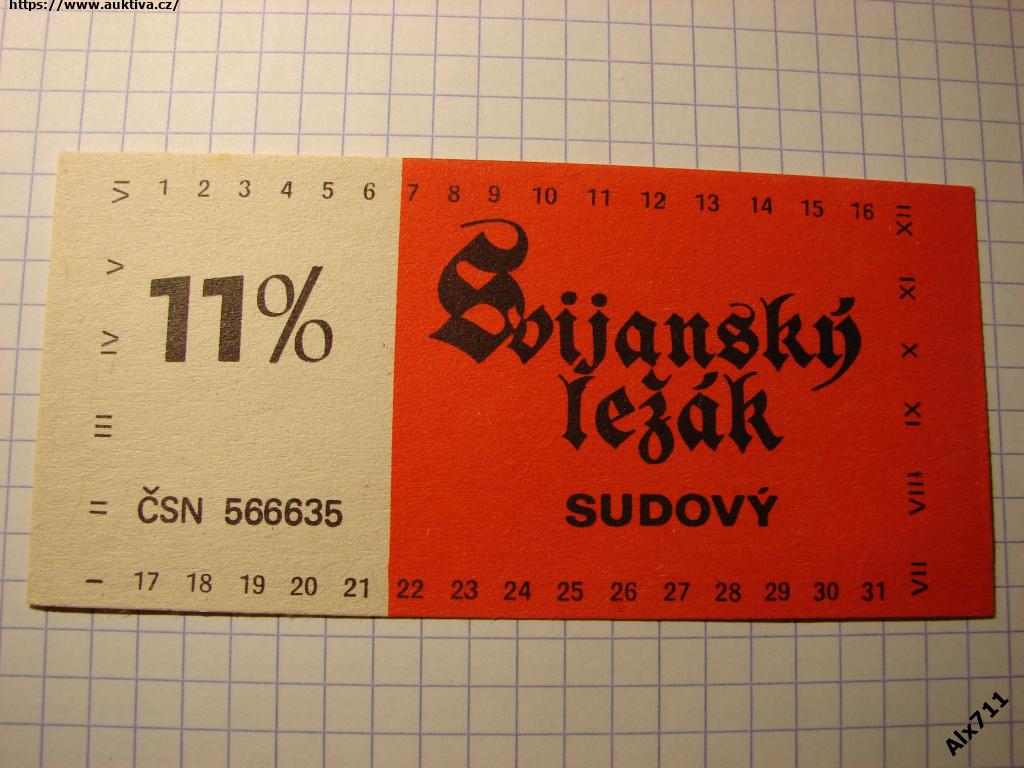 https://www.auktiva.cz/
1 2 3 4 5 6 7 8 9 10 11 12 13 14 15 16
VI
V
IV
III
II
I
11%
ČSN 566635
Svijanský
ležák
SUDOVÝ
XII
XI
X
IX
VIII
VII
17 18 19 20 21 22 23 24 25 26 27 28 29 30 31
Alx711